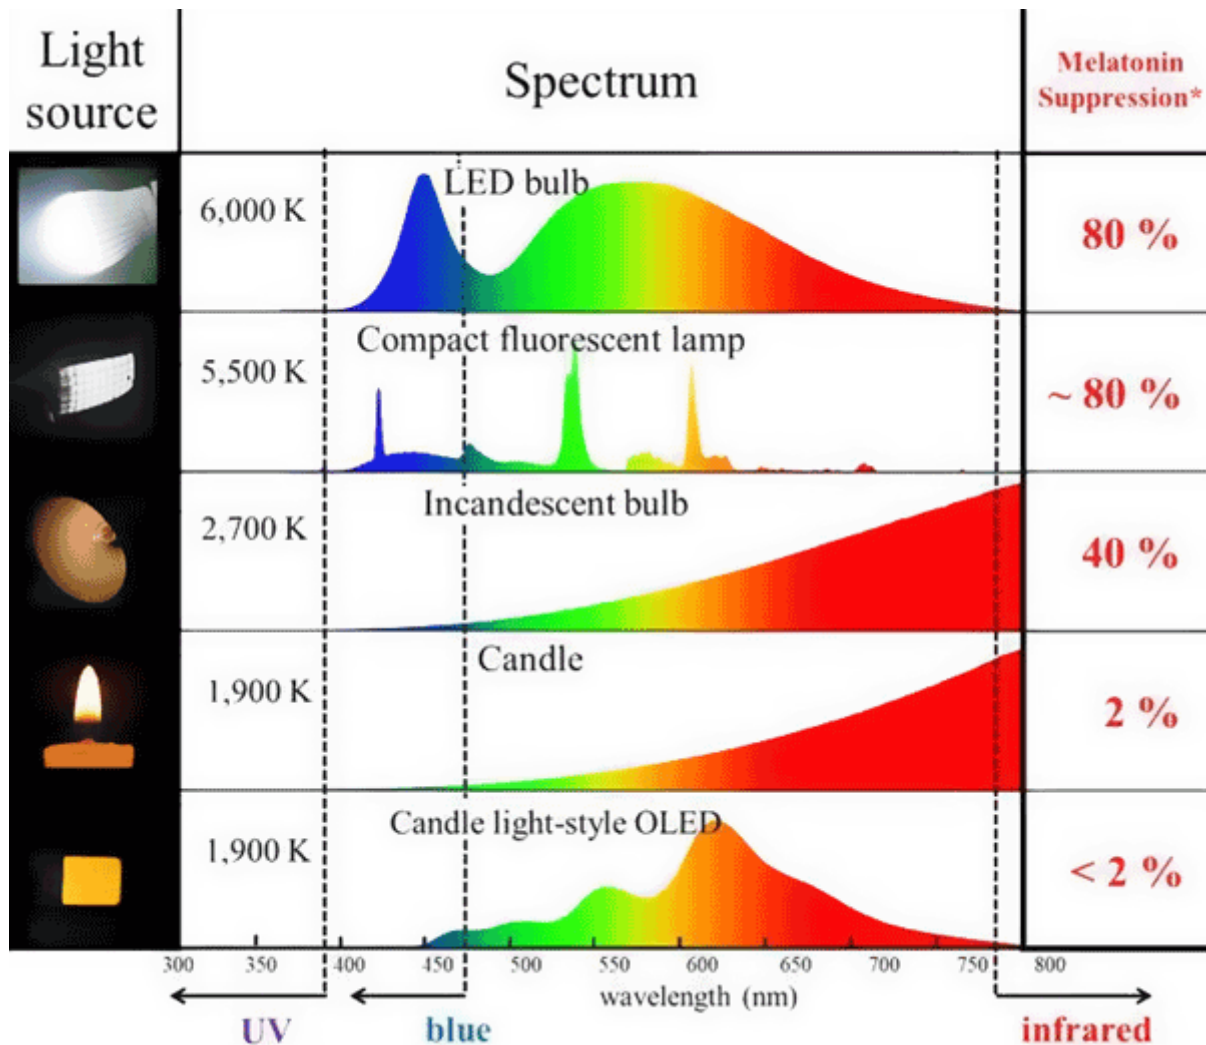 Light
source
Spectrum
Melatonin
Suppression*
LED bulb
6,000 K
80 %
Compact fluorescent lamp
5,500 K
~ 80 %
Incandescent bulb
2,700 K
40 %
Candle
1,900 K
2 %
Candle light-style OLED
1,900 K
< 2 %
300 350 400 450 500 550 600 650 700 750 800
wavelength (nm)
UV
blue
infrared